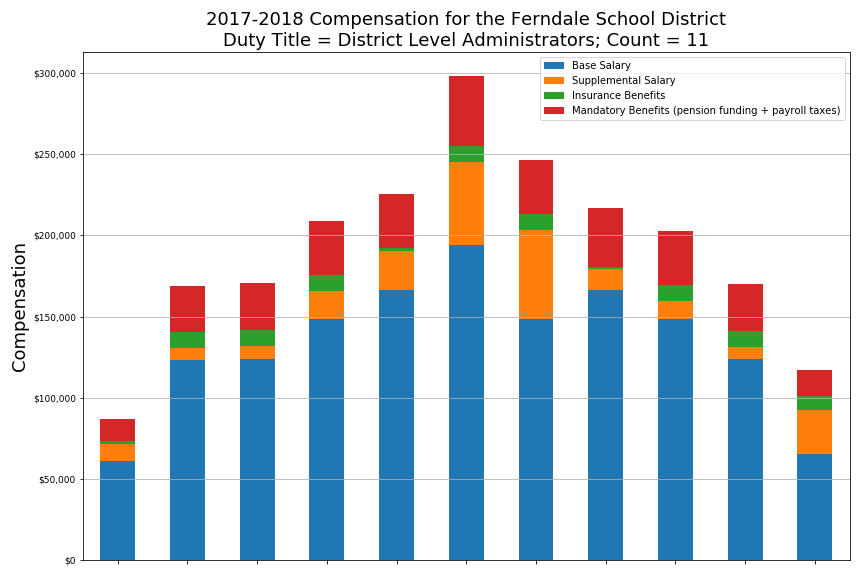 2017-2018 Compensation for the Ferndale School District
Duty Title = District Level Administrators; Count = 11
Base Salary
Supplemental Salary
Insurance Benefits
Mandatory Benefits (pension funding + payroll taxes)
Compensation
$300,000
$250,000
$200,000
$150,000
$100,000
$50,000
$0